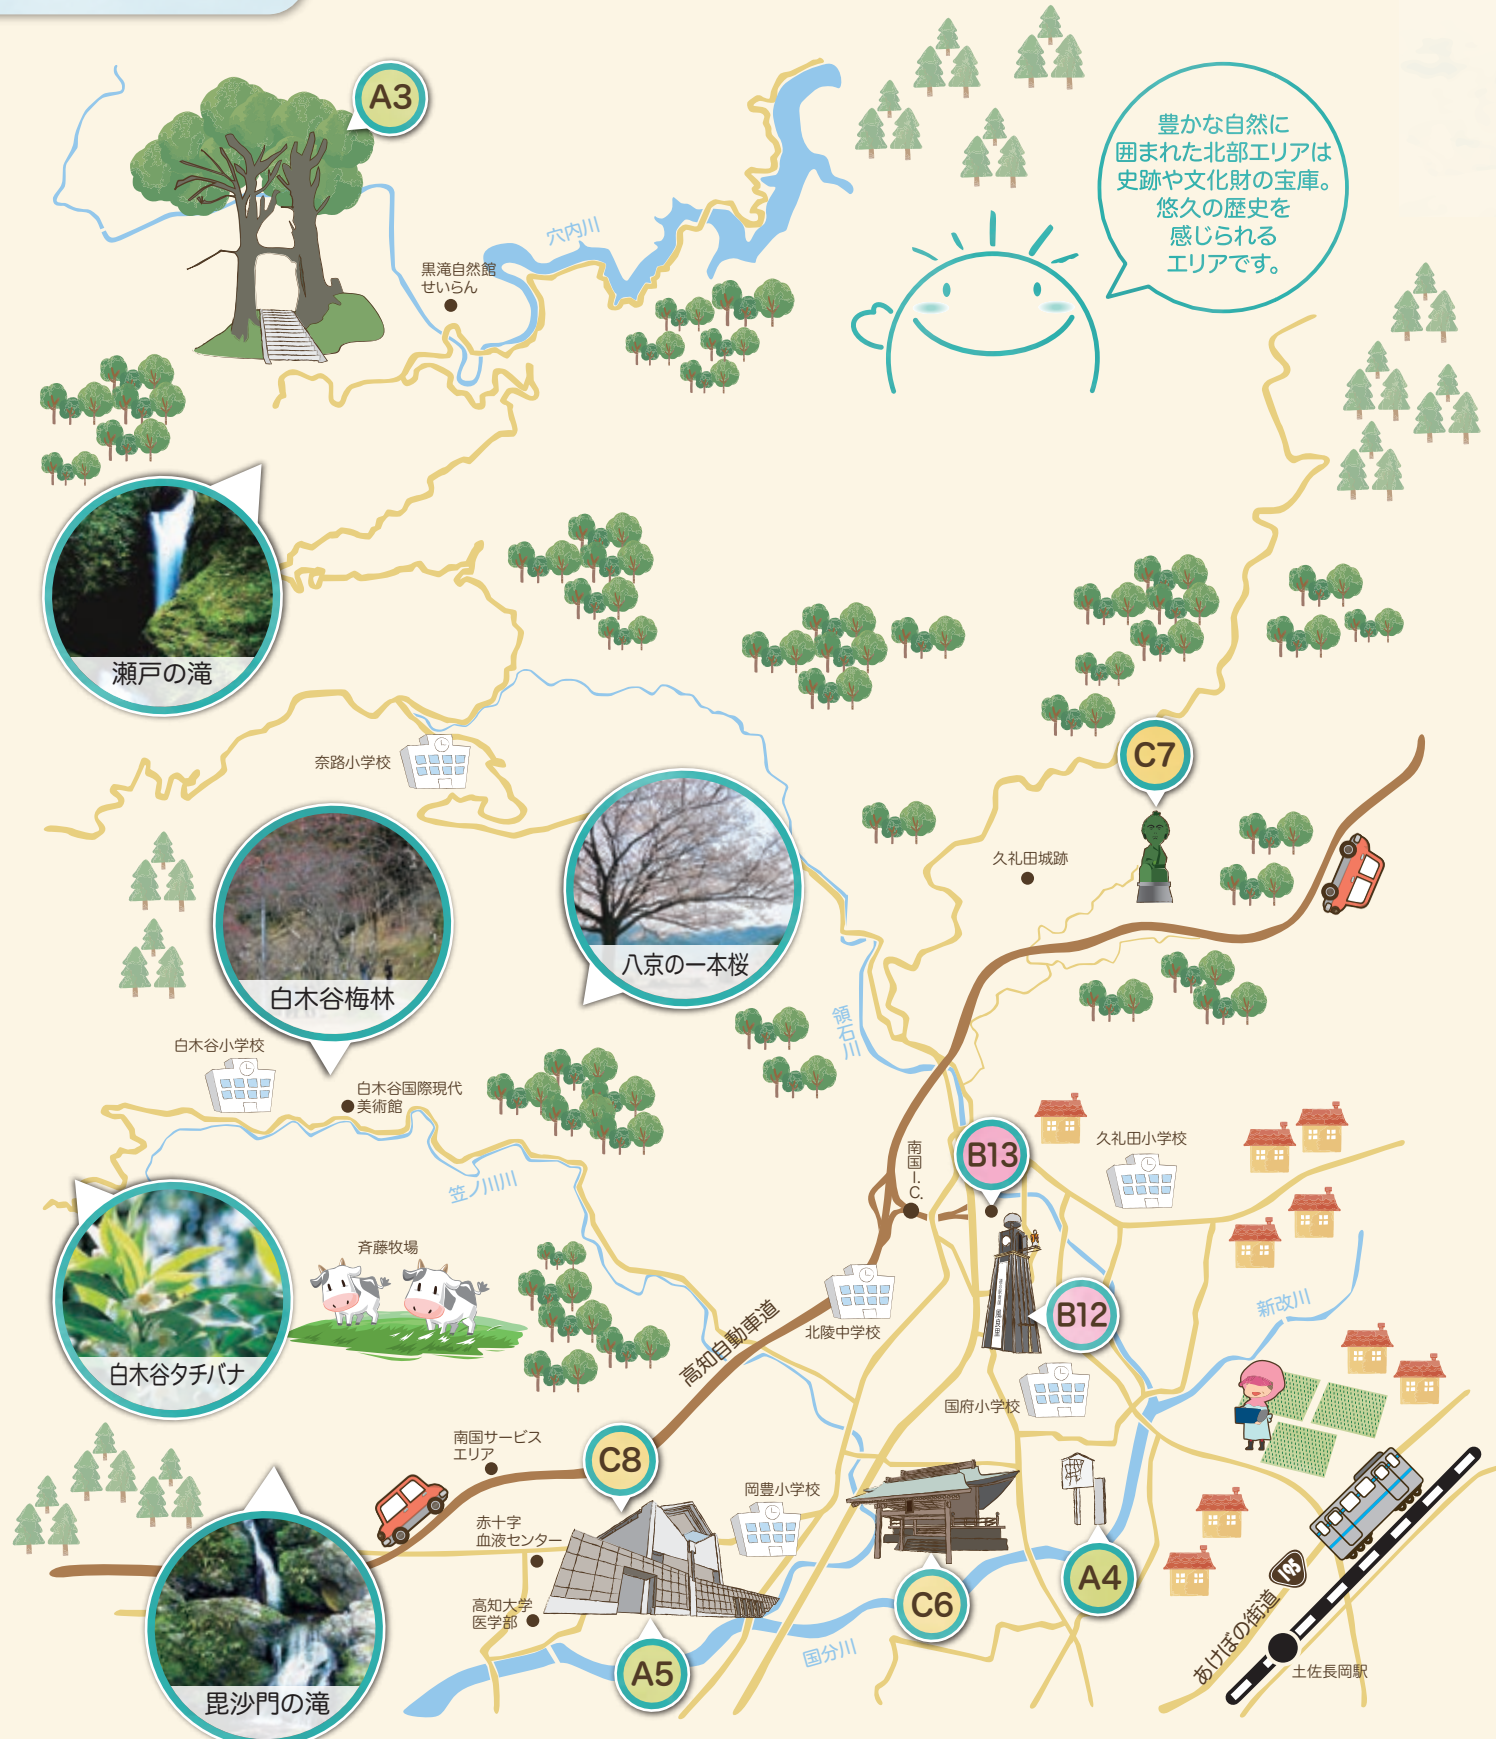 A3
豊かな自然に
囲まれた北部エリアは
史跡や文化財の宝庫。
悠久の歴史を
感じられる
エリアです。
穴内川
黒滝自然館
せいらん
瀬戸の滝
奈路小学校
C7
久礼田城跡
八京の一本桜
白木谷梅林
領石川
白木谷小学校
白木谷国際現代
美術館
南国I.C.
B13
久礼田小学校
笠ノ川川
斉藤牧場
白木谷タチバナ
新改川
B12
北陵中学校
高知自動車道
国府小学校
南国サービス
エリア
C8
岡豊小学校
赤十字
血液センター
高知大学
医学部
A5
C6
A4
国分川
195
あけぼの街道
土佐長岡駅
毘沙門の滝